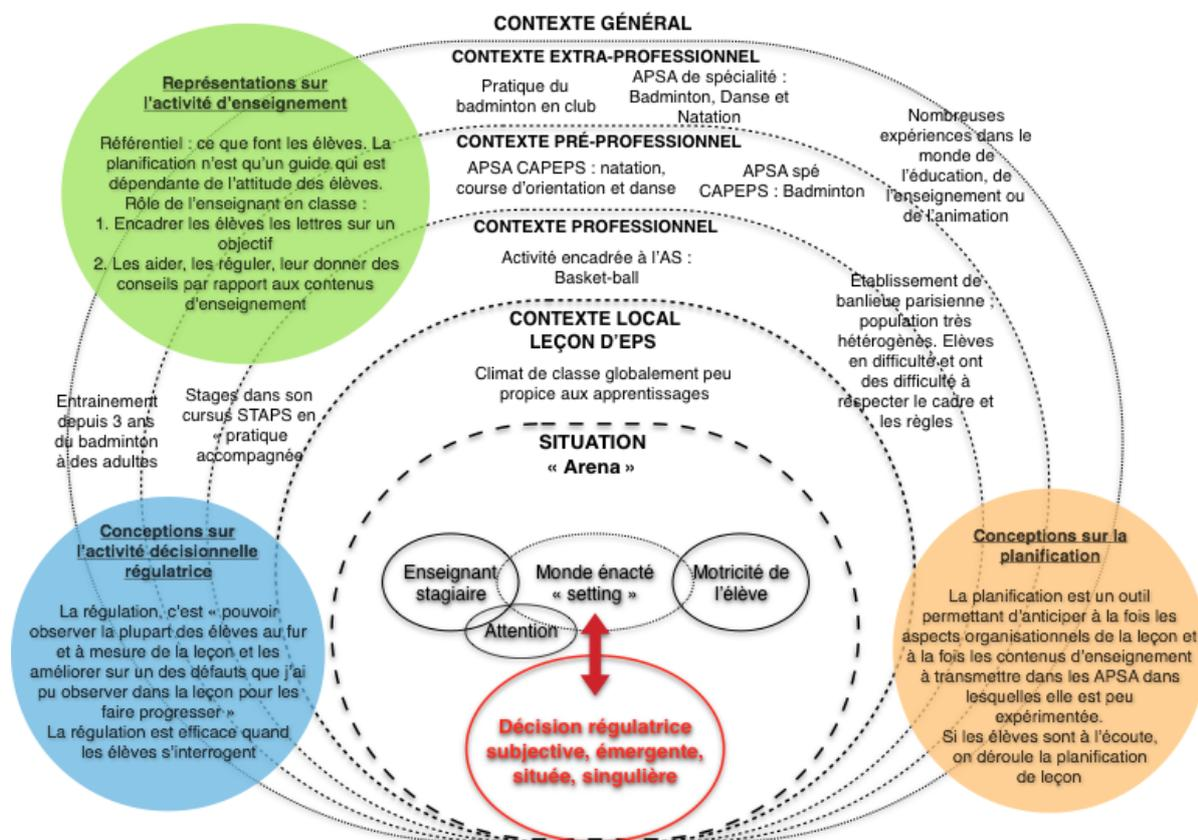 CONTEXTE GÉNÉRAL
CONTEXTE EXTRA-PROFESSIONNEL
Pratique du
badminton en club
APSA de spécialité :
Badminton, Danse et
Natation
Nombreuses
expériences dans le
monde de
l'éducation, de
l'enseignement ou
de l'animation
CONTEXTE PRÉ-PROFESSIONNEL
APSA CAPEPS : natation,
course d'orientation et danse
APSA spé
CAPEPS : Badminton
CONTEXTE PROFESSIONNEL
Activité encadrée à l'AS :
Basket-ball
Établissement de
banlieue parisienne ;
population très
hétérogènes. Elèves
en difficulté et ont
des difficulté à
respecter le cadre et
les règles
CONTEXTE LOCAL
LEÇON D'EPS
Climat de classe globalement peu
propice aux apprentissages
Représentations sur
l'activité d'enseignement
Référentiel : ce que font les élèves. La
planification n'est qu'un guide qui est
dépendante de l'attitude des élèves.
Rôle de l'enseignant en classe :
1. Encadrer les élèves les lettres sur un
objectif
2. Les aider, les réguler, leur donner des
conseils par rapport aux contenus
d'enseignement
Entrainement
depuis 3 ans
du badminton
à des adultes
Stages dans son
cursus STAPS en
« pratique
accompagnée
SITUATION
« Arena »
Enseignant
stagiaire
Monde énacté
« setting »
Motricité de
l'élève
Attention
Décision régulatrice
subjective, émergente,
située, singulière
Conceptions sur
l'activité décisionnelle
régulatrice
La régulation, c'est « pouvoir
observer la plupart des élèves au fur
et à mesure de la leçon et les
améliorer sur un des défauts que j'ai
pu observer dans la leçon pour les
faire progresser »
La régulation est efficace quand
les élèves s'interrogent
Conceptions sur la
planification
La planification est un outil
permettant d'anticiper à la fois les
aspects organisationnels de la leçon et
à la fois les contenus d'enseignement
à transmettre dans les APSA dans
lesquelles elle est peu
expérimentée.
Si les élèves sont à l'écoute,
on déroule la planification
de leçon